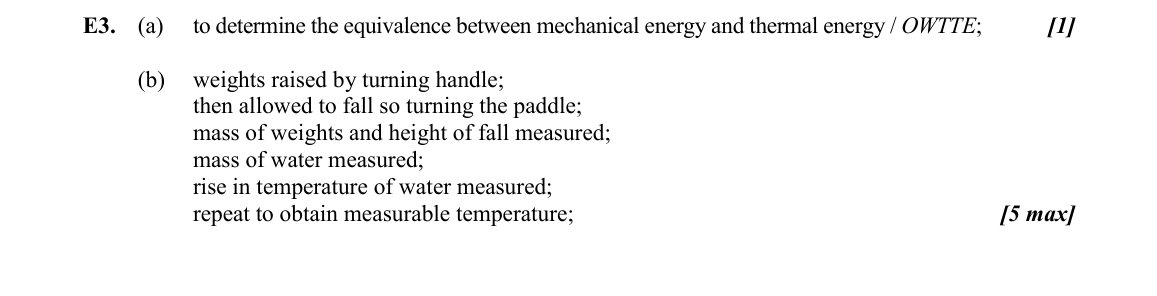 E3. (a) to determine the equivalence between mechanical energy and thermal energy / OWTTE; [1]
(b) weights raised by turning handle;
then allowed to fall so turning the paddle;
mass of weights and height of fall measured;
mass of water measured;
rise in temperature of water measured;
repeat to obtain measurable temperature; [5 max]